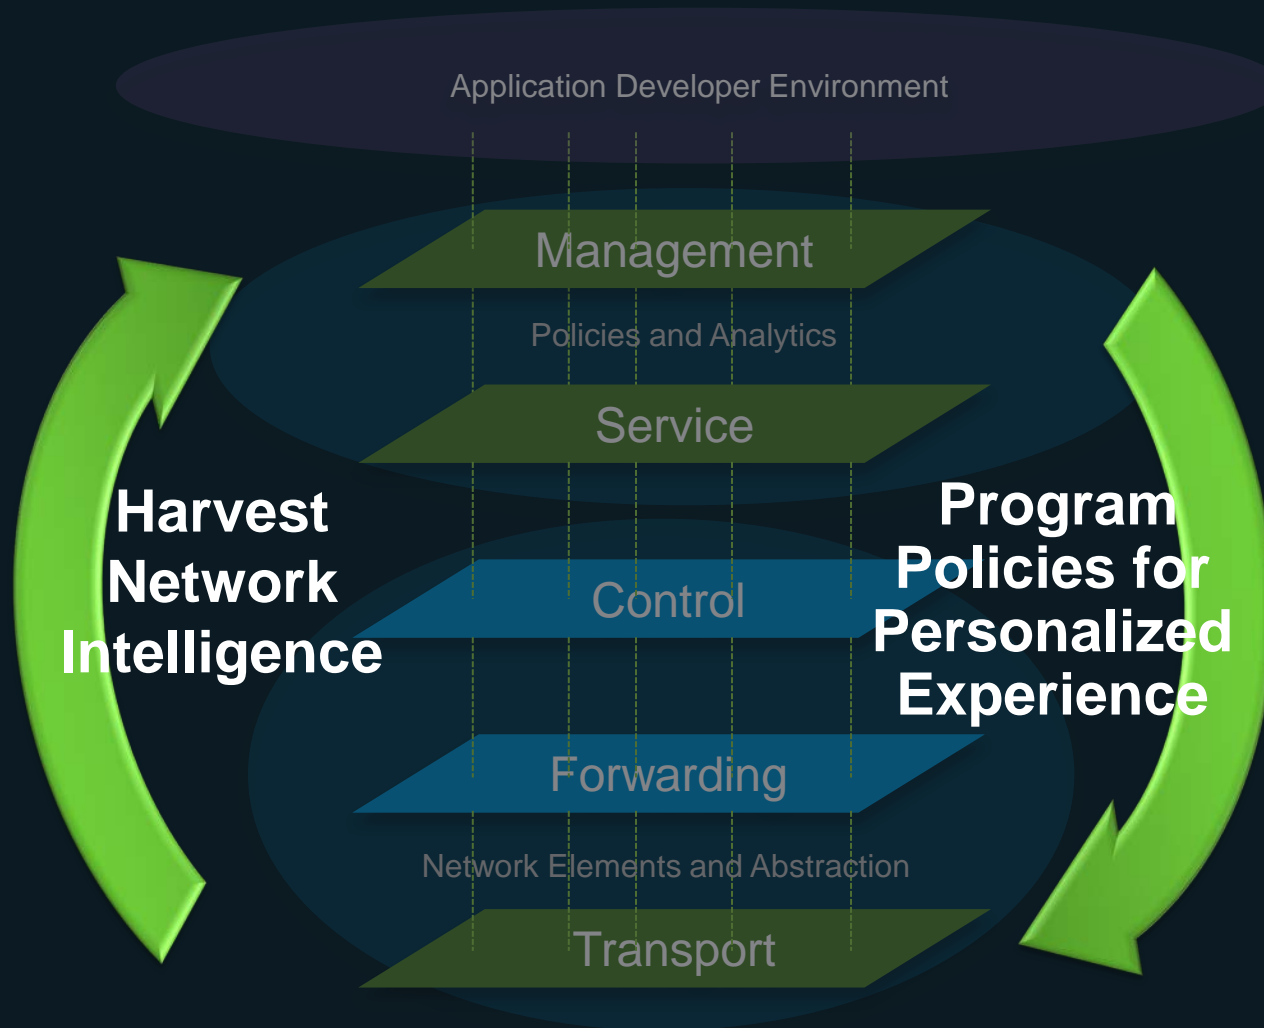 Application Developer Environment
Management
Policies and Analytics
Service
Harvest
Network
Intelligence
Program
Policies for
Personalized
Experience
Control
Forwarding
Network Elements and Abstraction
Transport